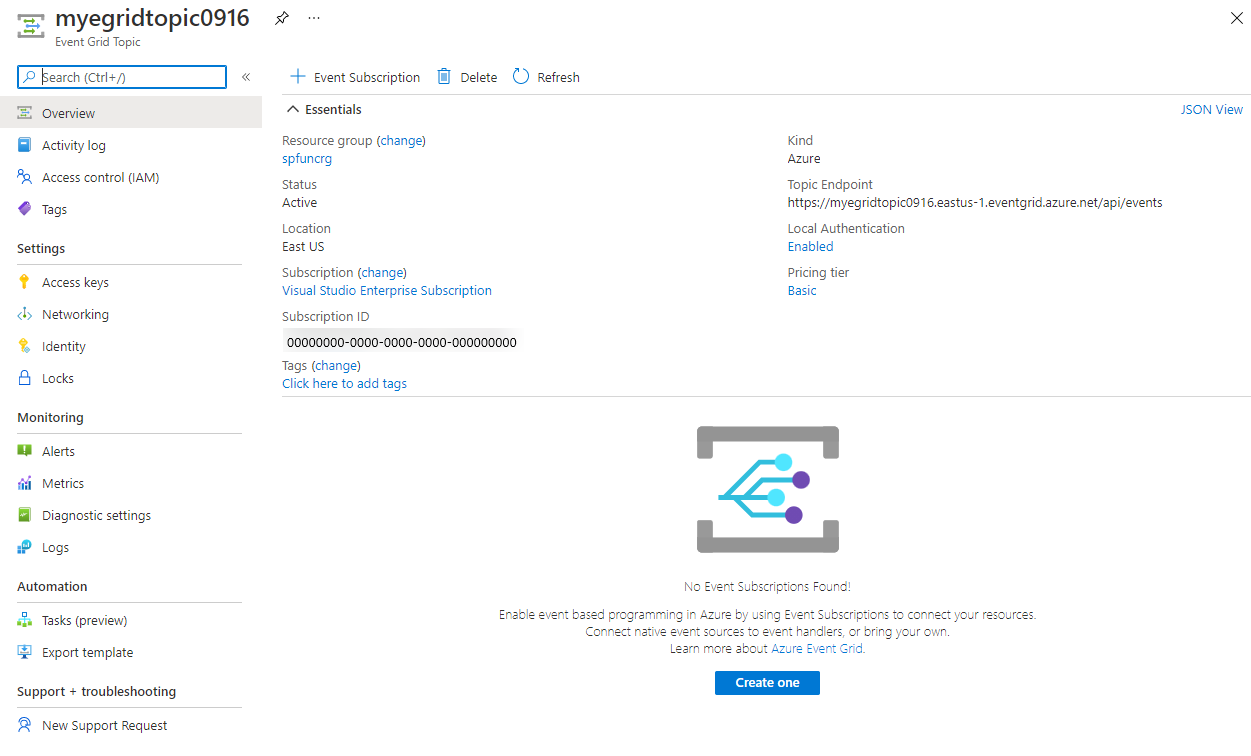 myegridtopic0916
Event Grid Topic
Search (Ctrl+/)
Overview
Activity log
Access control (IAM)
Tags
Settings
Access keys
Networking
Identity
Locks
Monitoring
Alerts
Metrics
Diagnostic settings
Logs
Automation
Tasks (preview)
Export template
Support + troubleshooting
New Support Request
Event Subscription
Delete
Refresh
Essentials
JSON View
Resource group (change)
spfuncrg
Status
Active
Location
East US
Subscription (change)
Visual Studio Enterprise Subscription
Subscription ID
00000000-0000-0000-0000-000000000
Tags (change)
Click here to add tags
Kind
Azure
Topic Endpoint
https://myegridtopic0916.eastus-1.eventgrid.azure.net/api/events
Local Authentication
Enabled
Pricing tier
Basic
No Event Subscriptions Found!
Enable event based programming in Azure by using Event Subscriptions to connect your resources.
Connect native event sources to event handlers, or bring your own.
Learn more about Azure Event Grid.
Create one